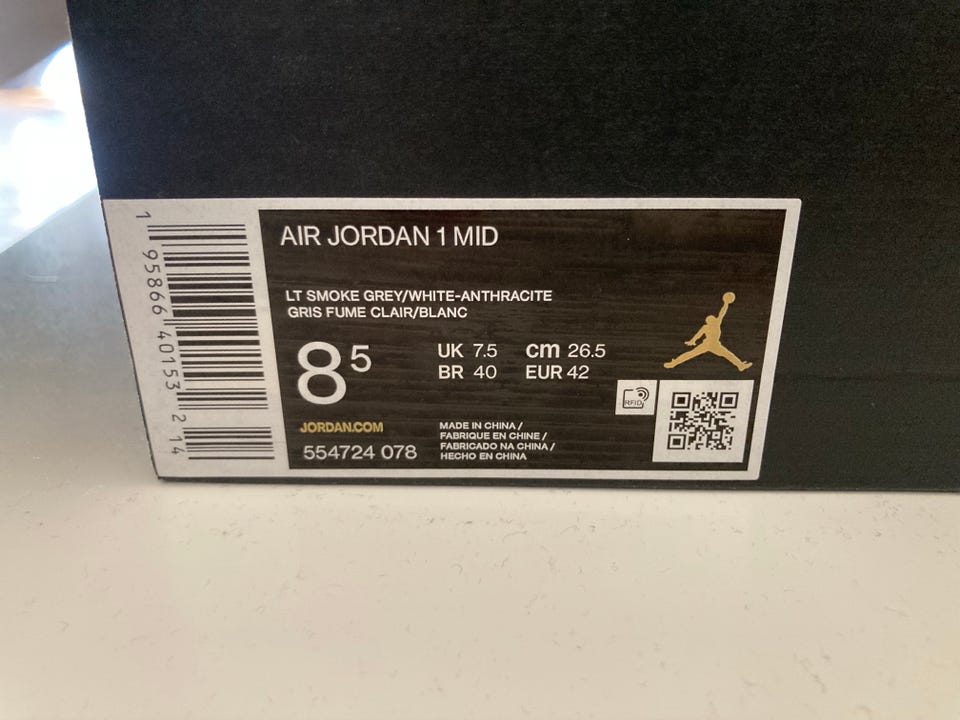 AIR JORDAN 1 MID
LT SMOKE GREY/WHITE-ANTHRACITE
GRIS FUME CLAIR/BLANC
8 5
UK 7.5 cm 26.5
BR 40 EUR 42
RFID
JORDAN.COM
554724 078
MADE IN CHINA /
FABRIQUE EN CHINE /
FABRICADO NA CHINA /
HECHO EN CHINA
1 95866 40153 2 14